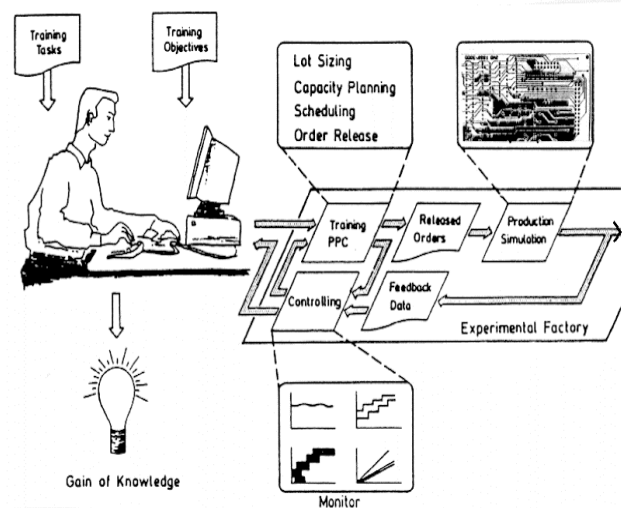 Training
Tasks
Training
Objectives
Lot Sizing
Capacity Planning
Scheduling
Order Release
Training
PPC
Released
Orders
Production
Simulation
Controlling
Feedback
Data
Experimental Factory
Gain of Knowledge
Monitor